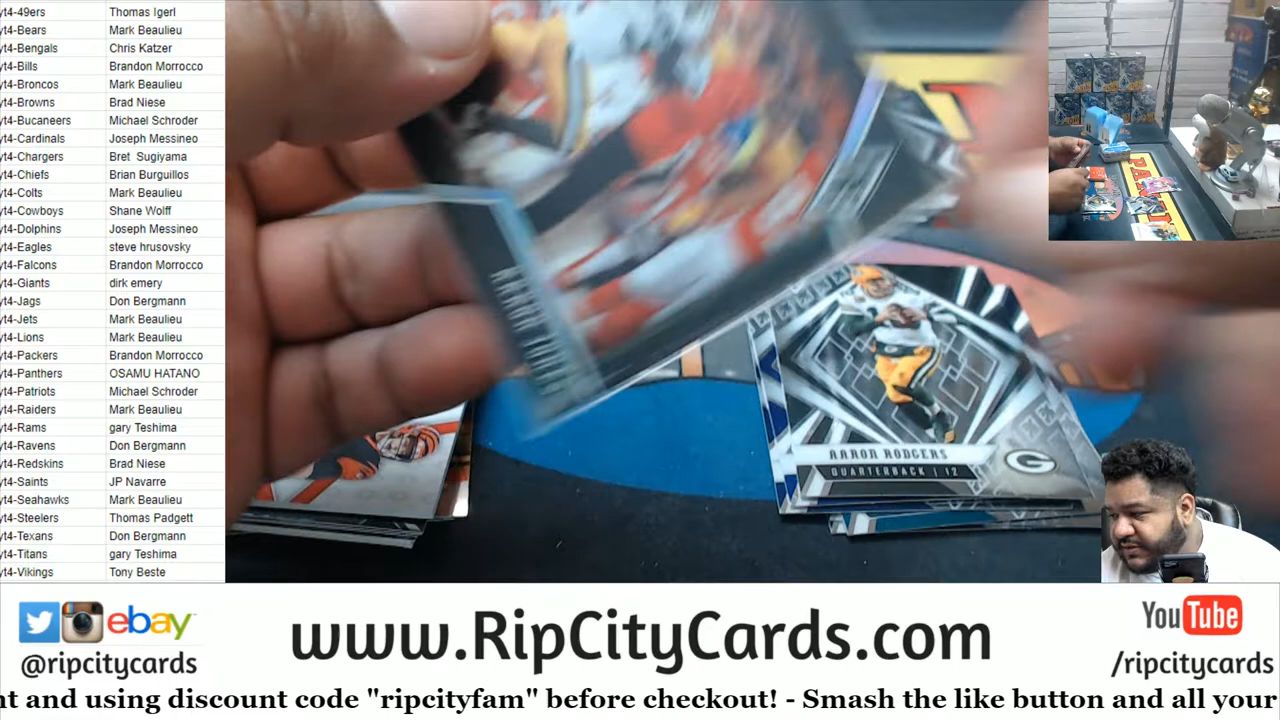 yt4-49ers Thomas Igerl
yt4-Bears Mark Beaulieu
yt4-Bengals Chris Katzer
yt4-Bills Brandon Morrocco
yt4-Broncos Mark Beaulieu
yt4-Browns Brad Niese
yt4-Bucaneers Michael Schroder
yt4-Cardinals Joseph Messineo
yt4-Chargers Bret Sugiyama
yt4-Chiefs Brian Burguillos
yt4-Colts Mark Beaulieu
yt4-Cowboys Shane Wolff
yt4-Dolphins Joseph Messineo
yt4-Eagles steve hrusovsky
yt4-Falcons Brandon Morrocco
yt4-Giants dirk emery
yt4-Jags Don Bergmann
yt4-Jets Mark Beaulieu
yt4-Lions Mark Beaulieu
yt4-Packers Brandon Morrocco
yt4-Panthers OSAMU HATANO
yt4-Patriots Michael Schroder
yt4-Raiders Mark Beaulieu
yt4-Rams gary Teshima
yt4-Ravens Don Bergmann
yt4-Redskins Brad Niese
yt4-Saints JP Navarre
yt4-Seahawks Mark Beaulieu
yt4-Steelers Thomas Padgett
yt4-Texans Don Bergmann
yt4-Titans gary Teshima
yt4-Vikings Tony Beste
PANINI
AARON RODGERS
QUARTERBACK | 12
G
ebay
@ripcitycards
www.RipCityCards.com
YouTube
/ripcitycards
nt and using discount code "ripcityfam" before checkout! - Smash the like button and all your